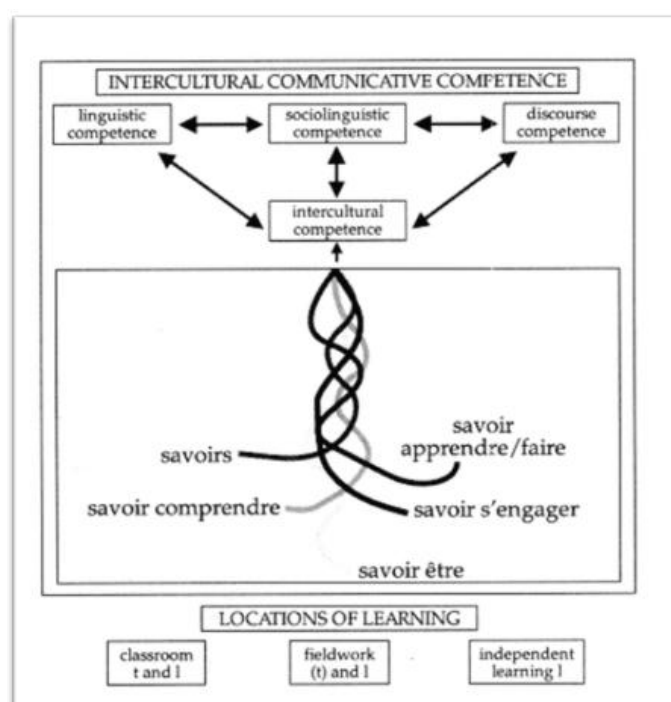 INTERCULTURAL COMMUNICATIVE COMPETENCE
linguistic
competence
sociolinguistic
competence
discourse
competence
intercultural
competence
savoir
apprendre/faire
savoirs
savoir comprendre
savoir s'engager
savoir être
LOCATIONS OF LEARNING
classroom
t and l
fieldwork
(t) and l
independent
learning l